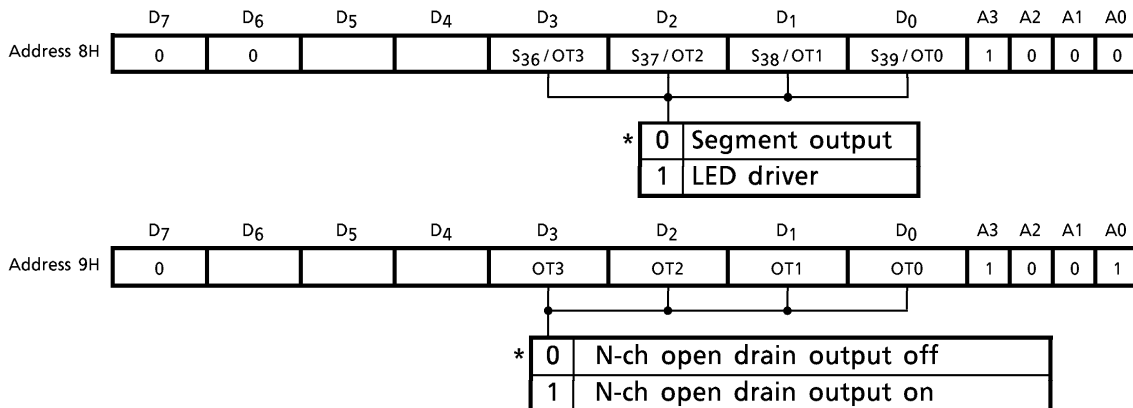 D7 D6 D5 D4 D3 D2 D1 D0 A3 A2 A1 A0
Address 8H 0 0 S36/OT3 S37/OT2 S38/OT1 S39/OT0 1 0 0 0
* 0 Segment output
1 LED driver
D7 D6 D5 D4 D3 D2 D1 D0 A3 A2 A1 A0
Address 9H 0 OT3 OT2 OT1 OT0 1 0 0 1
* 0 N-ch open drain output off
1 N-ch open drain output on